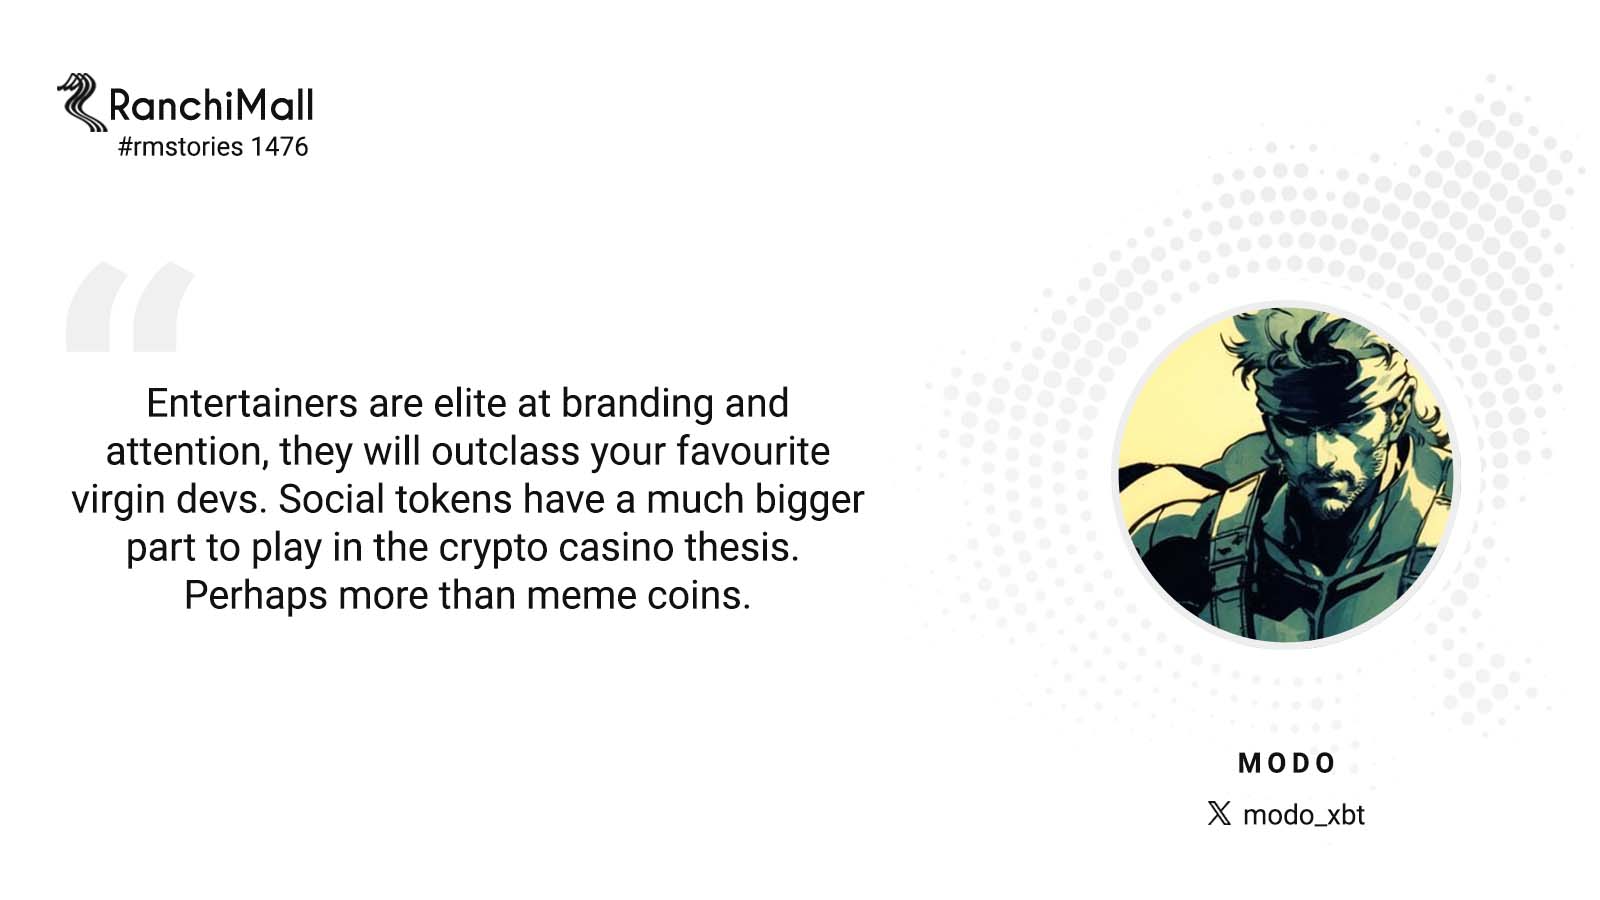 RanchiMall
#rmstories 1476
“
Entertainers are elite at branding and
attention, they will outclass your favourite
virgin devs. Social tokens have a much bigger
part to play in the crypto casino thesis.
Perhaps more than meme coins.
MODO
X modo_xbt